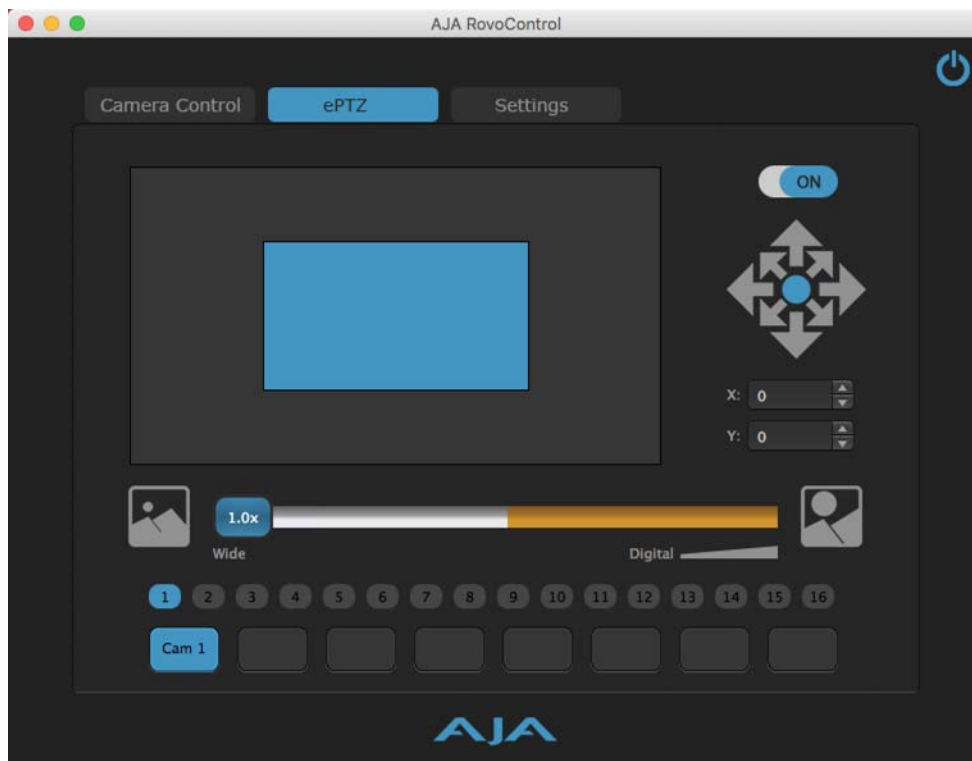 AJA RovoControl
Camera Control ePTZ Settings
ON
X: 0
Y: 0
1.0x
Wide Digital
1 2 3 4 5 6 7 8 9 10 11 12 13 14 15 16
Cam 1
AJA